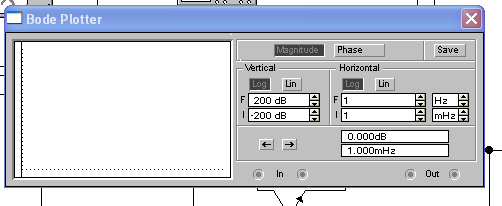 Bode Plotter
Magnitude Phase Save
Vertical Horizontal
Log Lin Log Lin
F 200 dB F 1 Hz
I -200 dB I 1 mHz
← → 0.000dB
1.000mHz
In Out